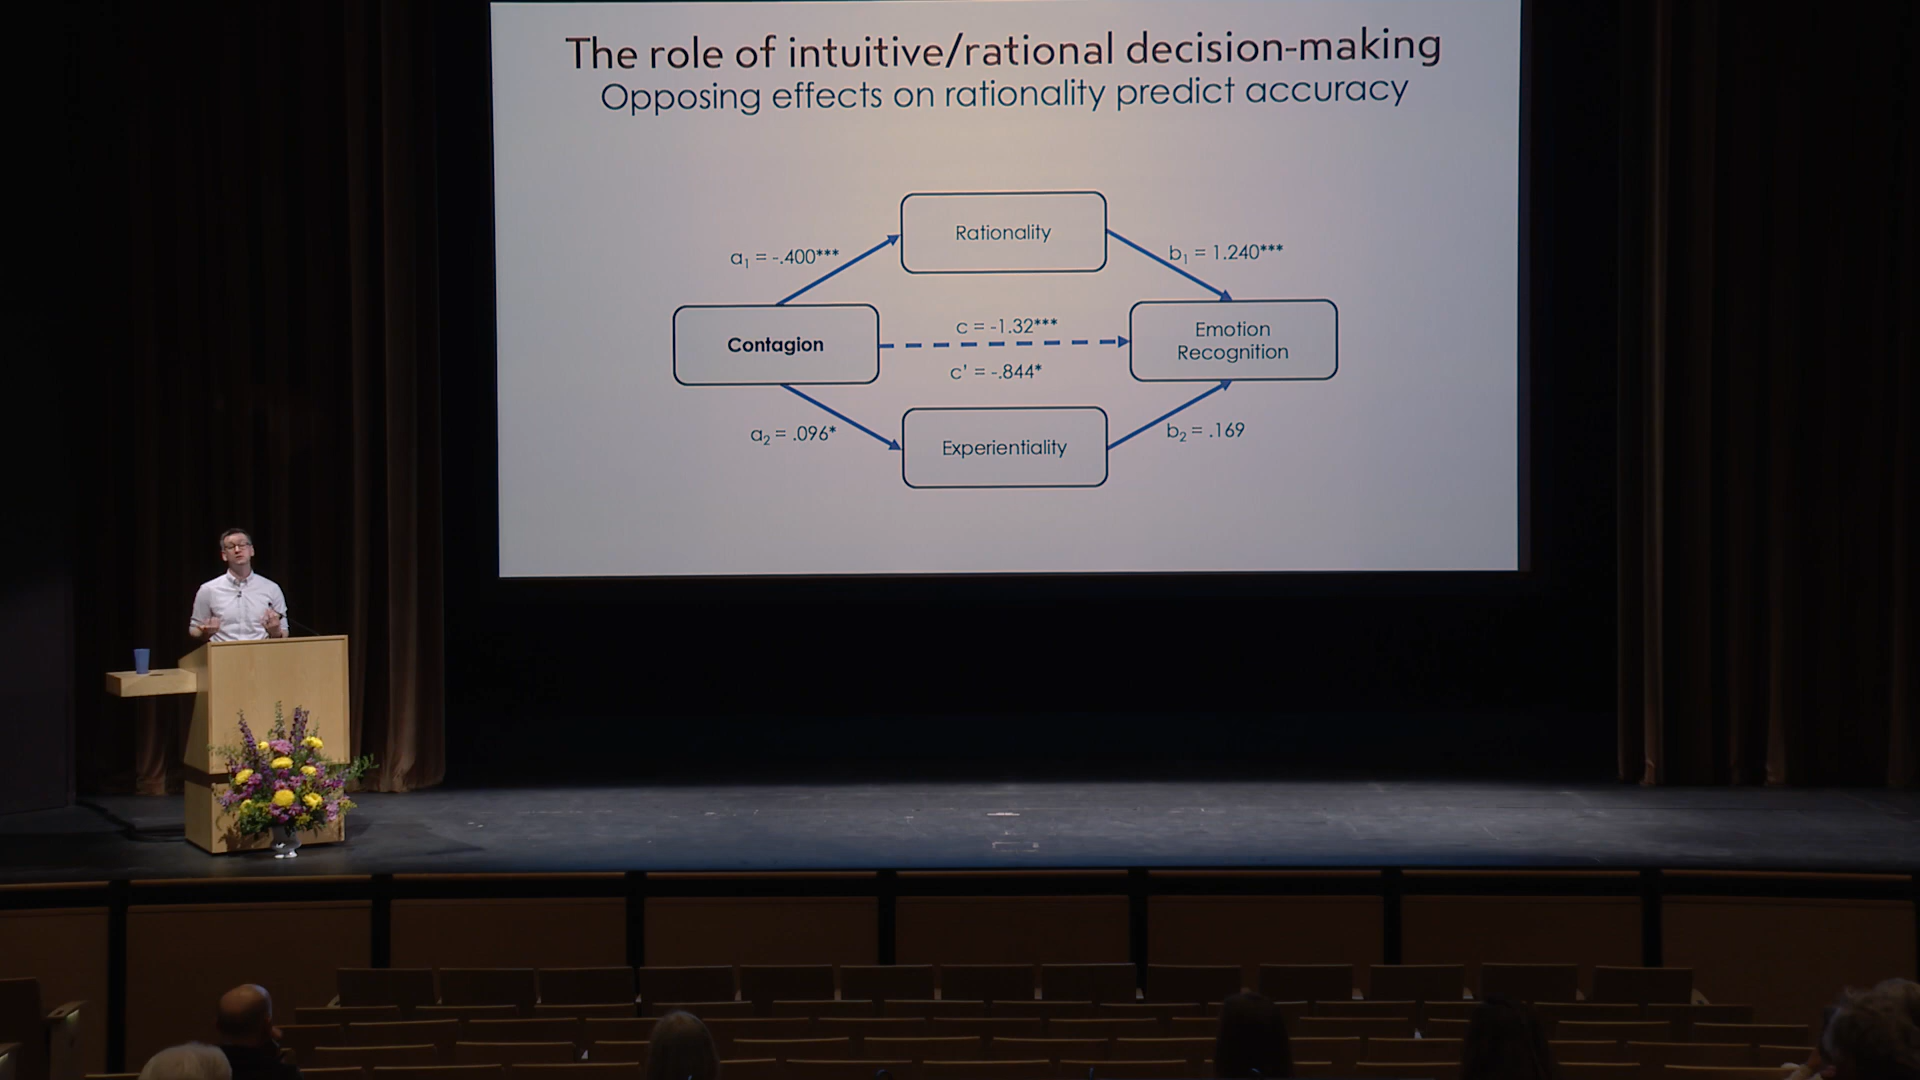 The role of intuitive/rational decision-making
Opposing effects on rationality predict accuracy
Rationality
a₁ = -.400***
b₁ = 1.240***
Contagion
c = -1.32***
c' = -.844*
Emotion
Recognition
a₂ = .096*
b₂ = .169
Experientiality